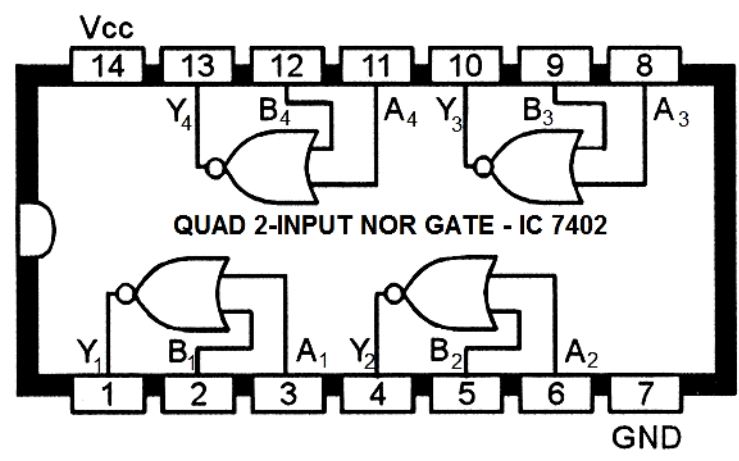 Vcc
14 13 12 11 10 9 8
Y4 B4 A4 Y3 B3 A3
QUAD 2-INPUT NOR GATE - IC 7402
Y1 B1 A1 Y2 B2 A2
1 2 3 4 5 6 7
GND